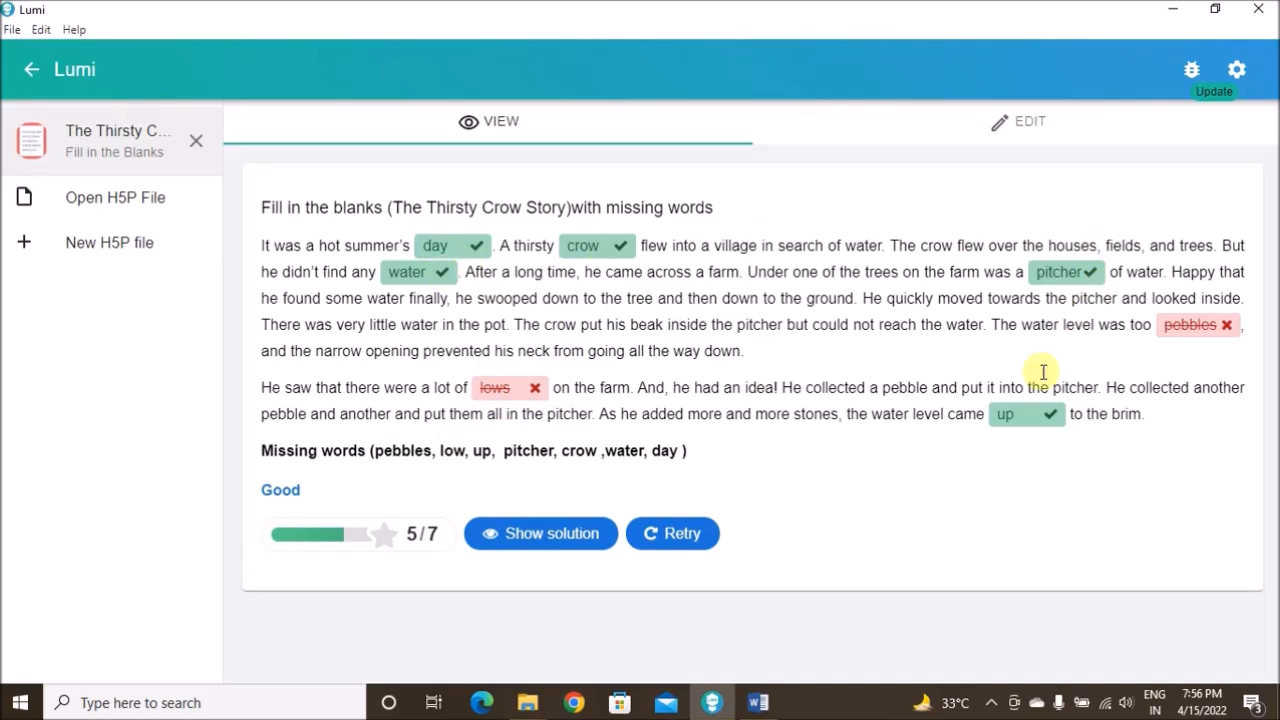 Lumi
File Edit Help
Lumi
Update
The Thirsty C...
Fill in the Blanks
Open H5P File
New H5P file
VIEW
EDIT
Fill in the blanks (The Thirsty Crow Story)with missing words
It was a hot summer's day . A thirsty crow flew into a village in search of water. The crow flew over the houses, fields, and trees. But
he didn't find any water . After a long time, he came across a farm. Under one of the trees on the farm was a pitcher of water. Happy that
he found some water finally, he swooped down to the tree and then down to the ground. He quickly moved towards the pitcher and looked inside.
There was very little water in the pot. The crow put his beak inside the pitcher but could not reach the water. The water level was too pebbles ,
and the narrow opening prevented his neck from going all the way down.
He saw that there were a lot of lows on the farm. And, he had an idea! He collected a pebble and put it into the pitcher. He collected another
pebble and another and put them all in the pitcher. As he added more and more stones, the water level came up to the brim.
Missing words (pebbles, low, up, pitcher, crow ,water, day )
Good
5/7
Show solution
Retry
Type here to search
33°C
ENG
IN
7:56 PM
4/15/2022
3